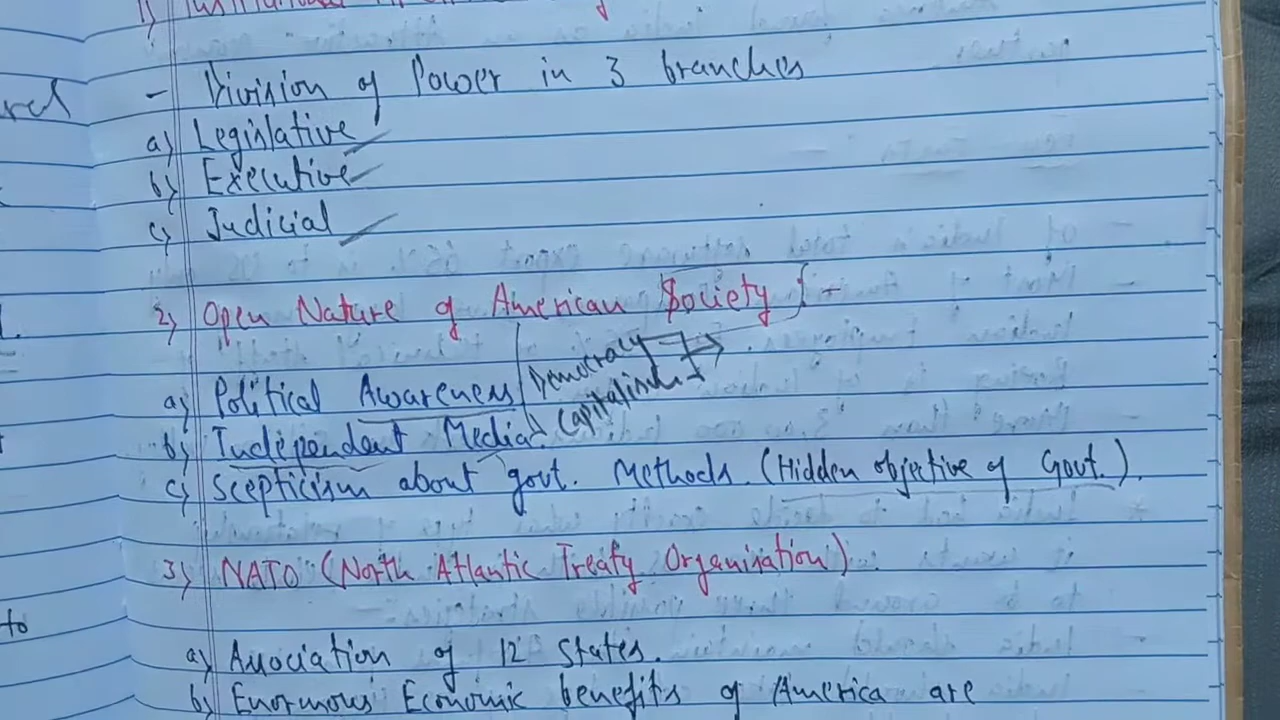 1)
- Division of Power in 3 branches
a) Legislative
b) Executive
c) Judicial
2) Open Nature of American Society } -
a) Political Awareness
Democracy →
b) Independent Media
Capitalism
c) Scepticism about govt. Methods. (Hidden objective of Govt.).
3) NATO (North Atlantic Treaty Organisation).
to
a) Association of 12 States.
b) Enormous Economic benefits of America are